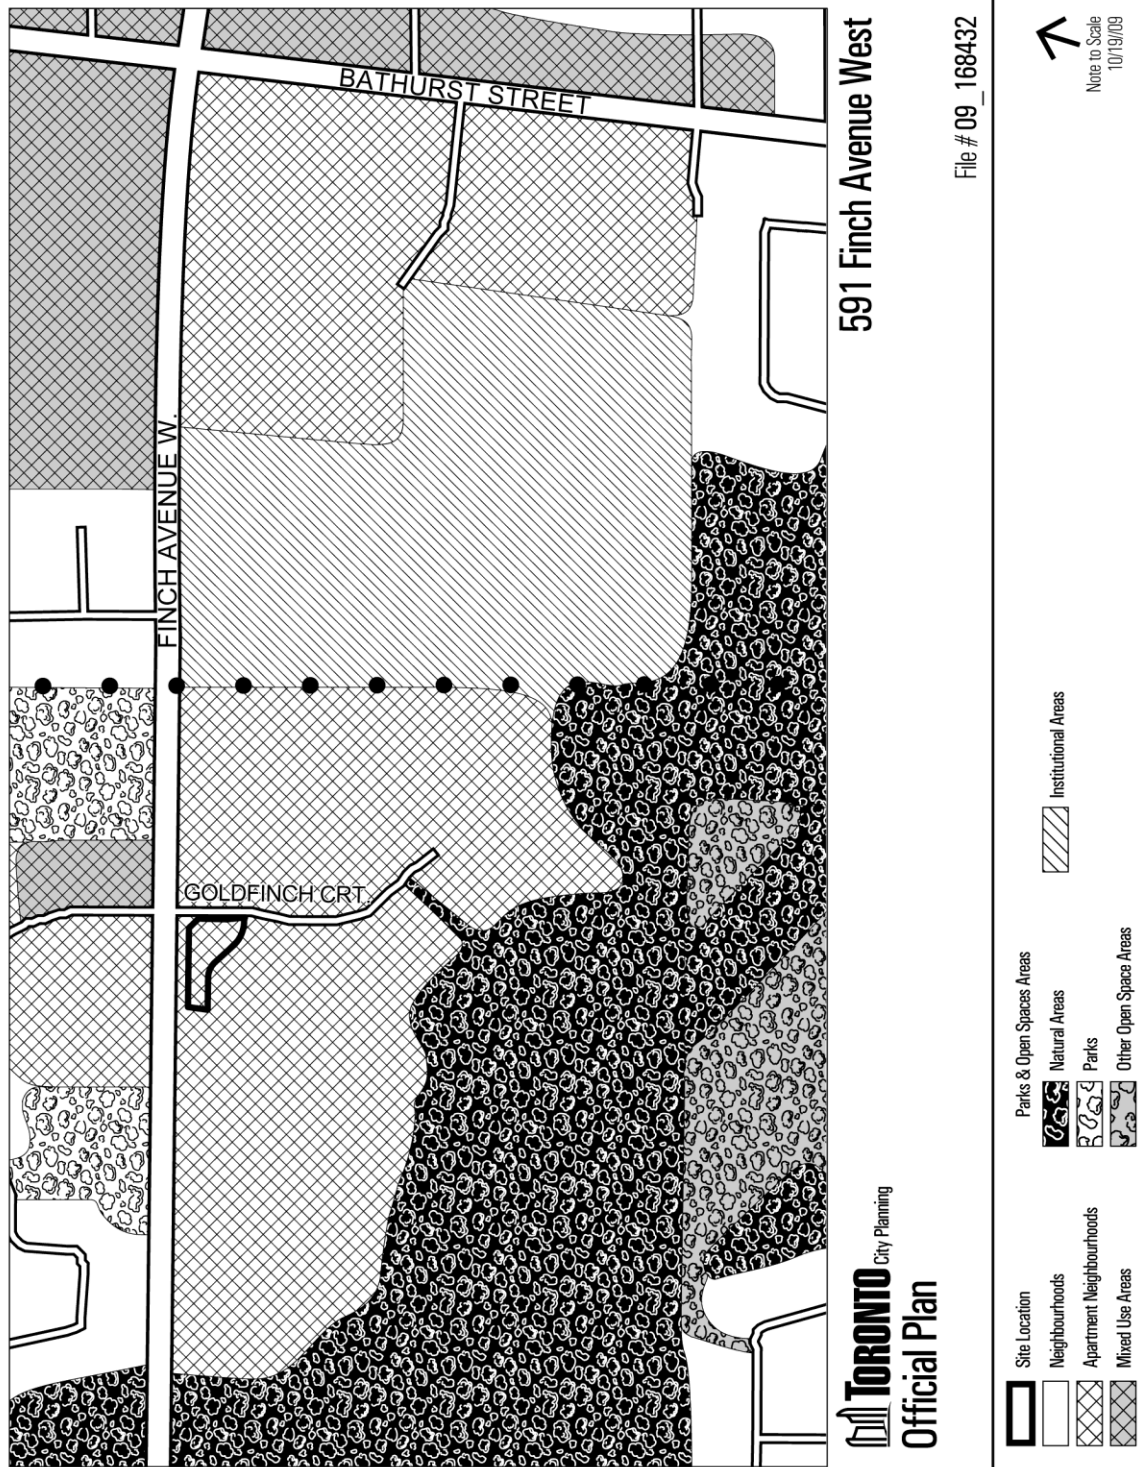 BATHURST STREET
FINCH AVENUE W.
GOLDFINCH CRT.
TORONTO City Planning
Official Plan
591 Finch Avenue West
File # 09_168432
Site Location
Neighbourhoods
Apartment Neighbourhoods
Mixed Use Areas
Parks & Open Spaces Areas
Natural Areas
Parks
Other Open Space Areas
Institutional Areas
Note to Scale
10/19/09